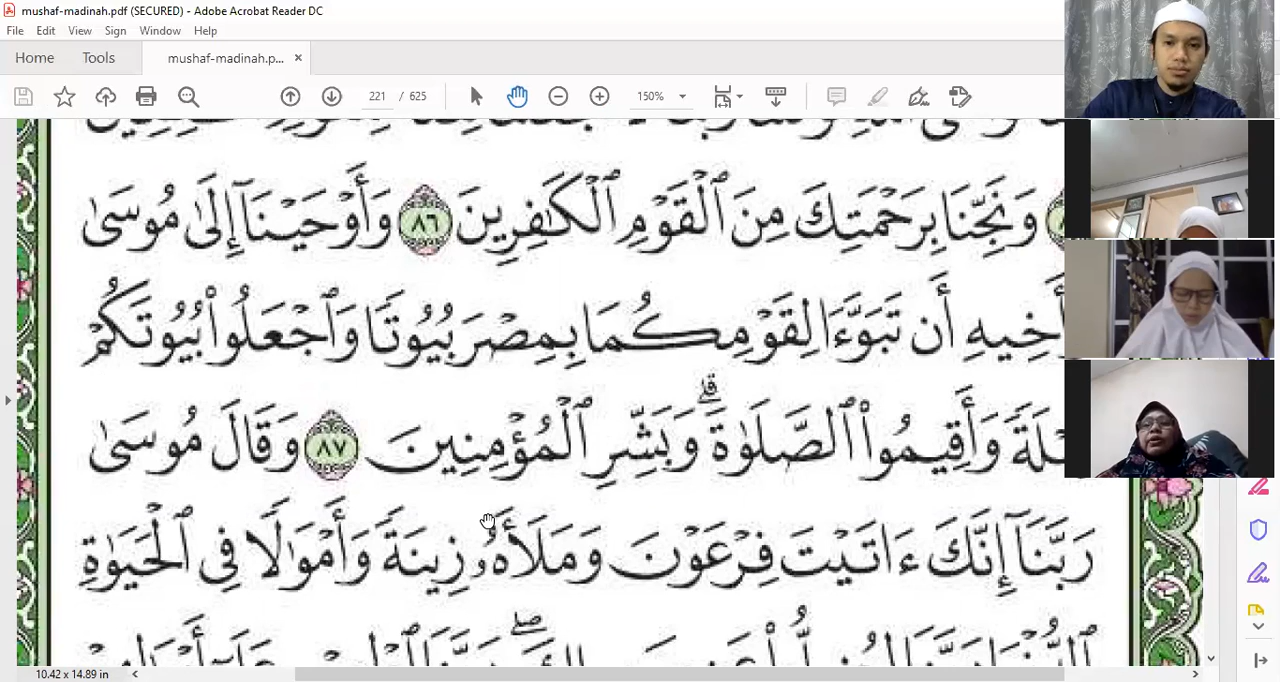 mushaf-madinah.pdf (SECURED) - Adobe Acrobat Reader DC
File Edit View Sign Window Help
Home Tools mushaf-madinah.p... ×
221 / 625 150%
وَنَجِّنَا بِرَحْمَتِكَ مِنَ ٱلْقَوْمِ ٱلْكَٰفِرِينَ ٨٦ وَأَوْحَيْنَآ إِلَىٰ مُوسَىٰ
أَخِيهِ أَن تَبَوَّءَا لِقَوْمِكُمَا بِمِصْرَ بُيُوتًا وَٱجْعَلُوا۟ بُيُوتَكُمْ
وَأَقِيمُوا۟ ٱلصَّلَوٰةَ ۗ وَبَشِّرِ ٱلْمُؤْمِنِينَ ٨٧ وَقَالَ مُوسَىٰ
رَبَّنَآ إِنَّكَ ءَاتَيْتَ فِرْعَوْنَ وَمَلَأَهُۥ زِينَةً وَأَمْوَٰلًا فِى ٱلْحَيَوٰةِ
10.42 x 14.89 in